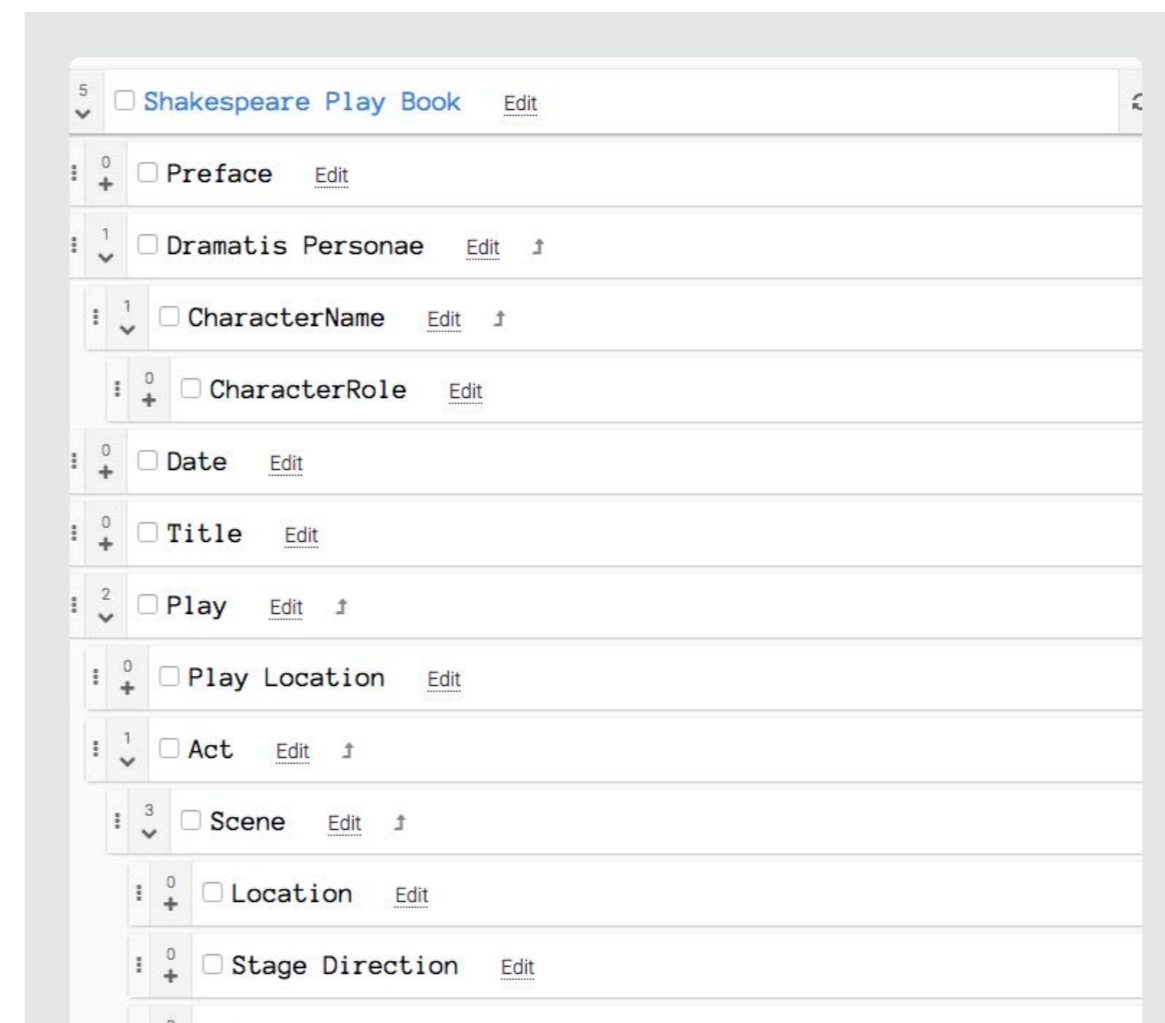 5
Shakespeare Play Book Edit
0
Preface Edit
1
Dramatis Personae Edit
1
CharacterName Edit
0
CharacterRole Edit
0
Date Edit
0
Title Edit
2
Play Edit
0
Play Location Edit
1
Act Edit
3
Scene Edit
0
Location Edit
0
Stage Direction Edit